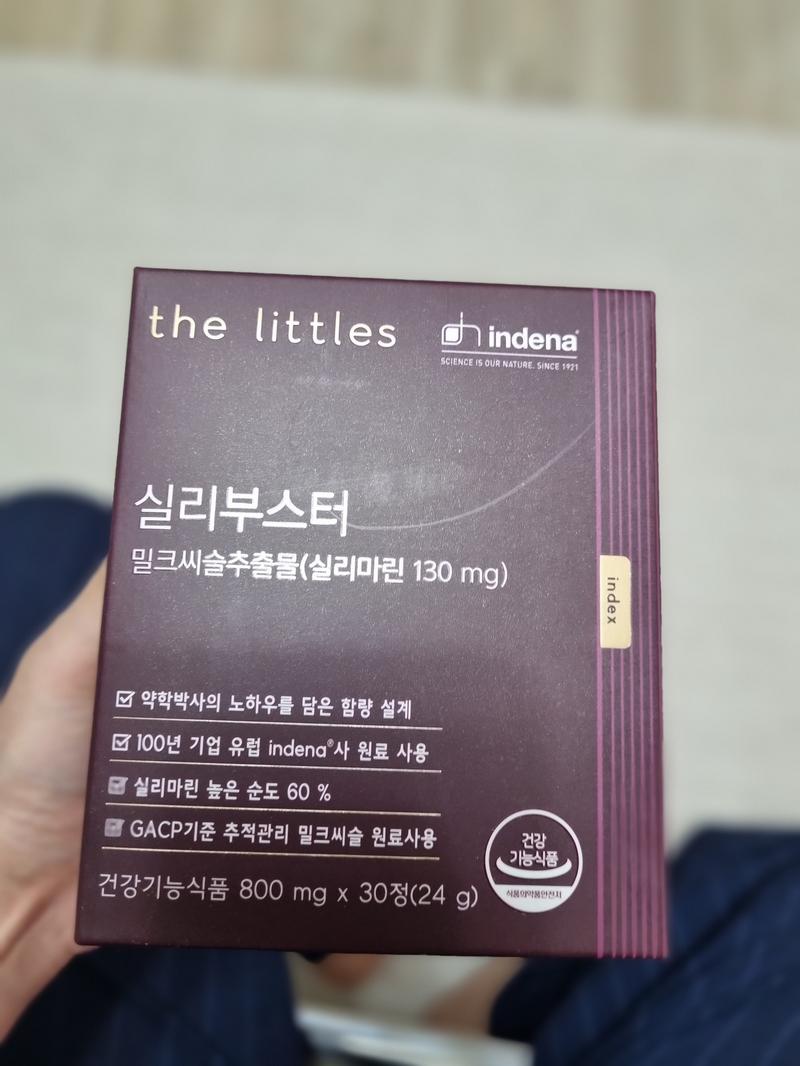 the littles
indena®
SCIENCE IS OUR NATURE. SINCE 1921
실리부스터
밀크씨슬추출물(실리마린 130 mg)
index
약학박사의 노하우를 담은 함량 설계
100년 기업 유럽 indena®사 원료 사용
실리마린 높은 순도 60 %
GACP기준 추적관리 밀크씨슬 원료사용
건강기능식품 800 mg x 30정(24 g)
건강
기능식품
식품의약품안전처